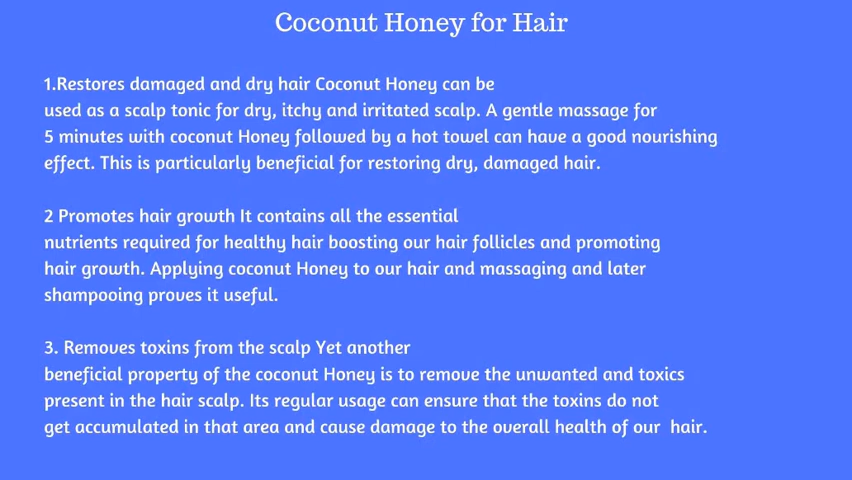 Coconut Honey for Hair
1.Restores damaged and dry hair Coconut Honey can be
used as a scalp tonic for dry, itchy and irritated scalp. A gentle massage for
5 minutes with coconut Honey followed by a hot towel can have a good nourishing
effect. This is particularly beneficial for restoring dry, damaged hair.
2 Promotes hair growth It contains all the essential
nutrients required for healthy hair boosting our hair follicles and promoting
hair growth. Applying coconut Honey to our hair and massaging and later
shampooing proves it useful.
3. Removes toxins from the scalp Yet another
beneficial property of the coconut Honey is to remove the unwanted and toxics
present in the hair scalp. Its regular usage can ensure that the toxins do not
get accumulated in that area and cause damage to the overall health of our  hair.